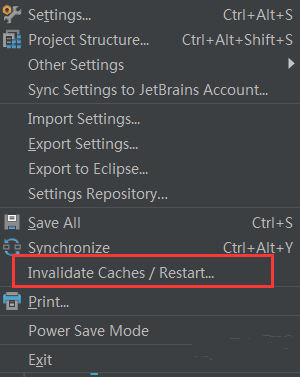 Settings... Ctrl+Alt+S
Project Structure... Ctrl+Alt+Shift+S
Other Settings
Sync Settings to JetBrains Account...
Import Settings...
Export Settings...
Export to Eclipse...
Settings Repository...
Save All Ctrl+S
Synchronize Ctrl+Alt+Y
Invalidate Caches / Restart...
Print...
Power Save Mode
Exit